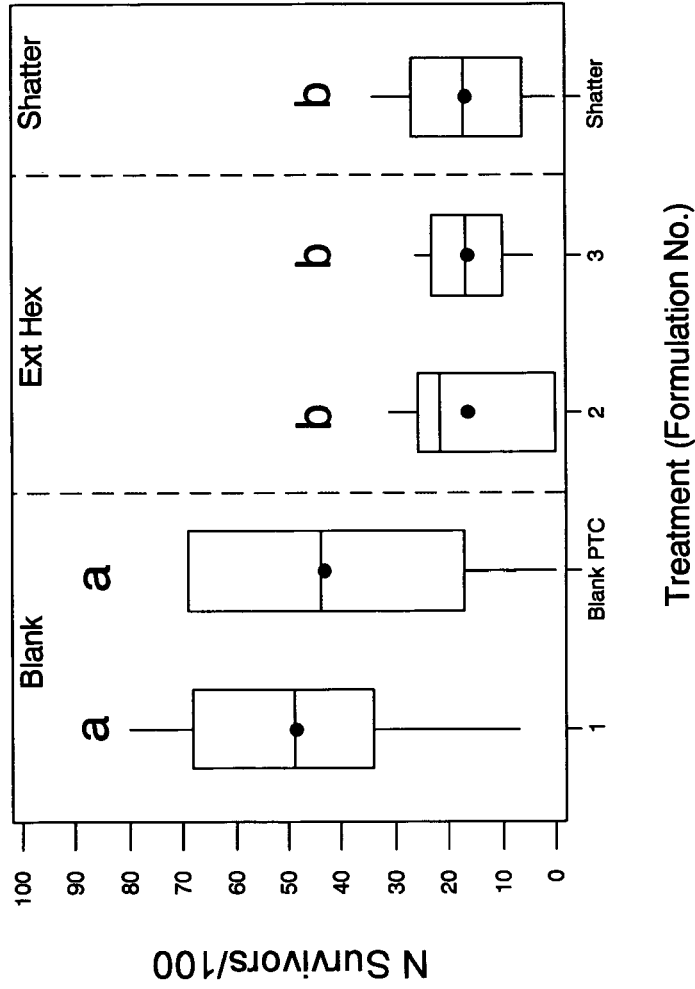 Blank
Ext Hex
Shatter
a
a
b
b
b
100
90
80
70
60
50
40
30
20
10
0
N Survivors/100
1
Blank PTC
2
3
Shatter
Treatment (Formulation No.)